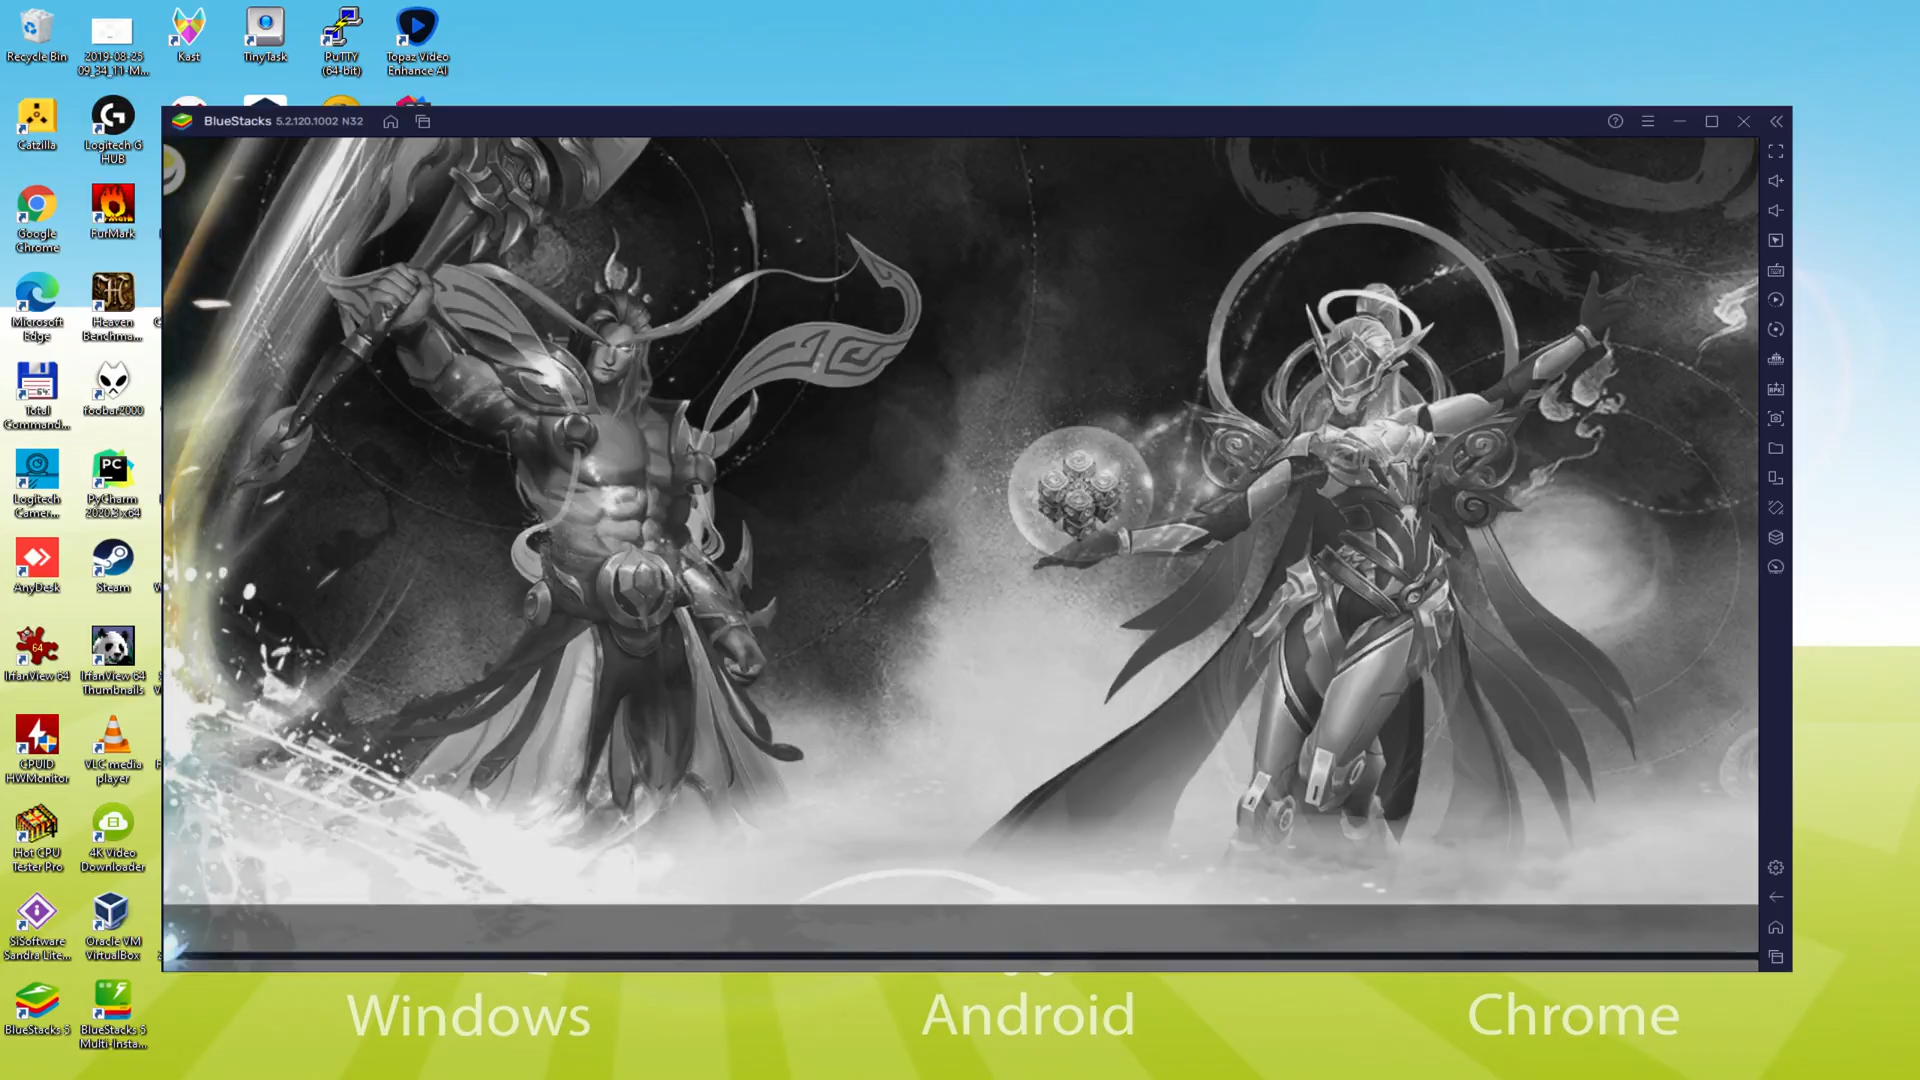 Recycle Bin
2019-08-25
09_34_11-M...
Kast
TinyTask
PuTTY
(64-bit)
Topaz Video
Enhance AI
BlueStacks 5.2.120.1002 N32
Catzilla
Logitech G
HUB
Google
Chrome
FurMark
Microsoft
Edge
Heaven
Benchma...
Total
Command...
foobar2000
Logitech
Camer...
PyCharm
2020.3 x64
AnyDesk
Steam
IrfanView 64
IrfanView 64
Thumbnails
CPUID
HWMonitor
VLC media
player
Hot CPU
Tester Pro
4K Video
Downloader
SiSoftware
Sandra Lite...
Oracle VM
VirtualBox
BlueStacks 5
BlueStacks 5
Multi-Insta...
Windows
Android
Chrome